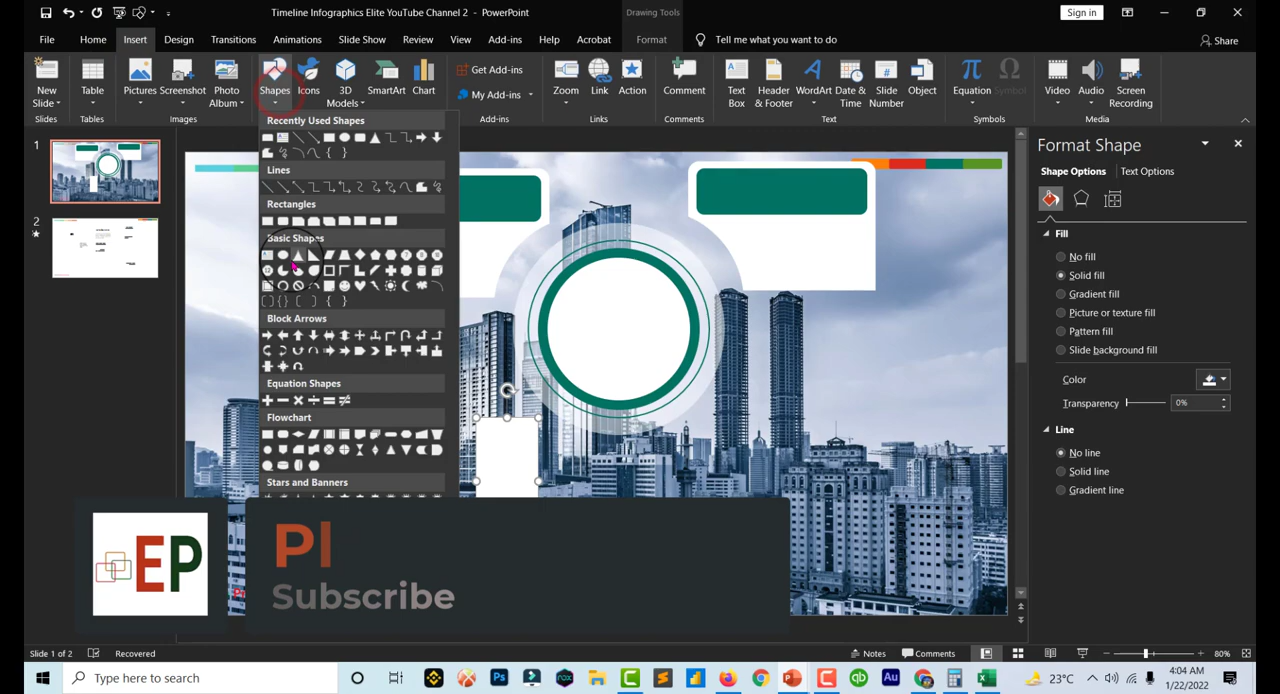 Timeline Infographics Elite YouTube Channel 2 - PowerPoint
Drawing Tools
Sign in
File
Home
Insert
Design
Transitions
Animations
Slide Show
Review
View
Add-ins
Help
Acrobat
Format
Tell me what you want to do
Share
New
Slide
Table
Pictures
Screenshot
Photo
Album
Shapes
Icons
3D
Models
SmartArt
Chart
Get Add-ins
My Add-ins
Zoom
Link
Action
Comment
Text
Box
Header
& Footer
WordArt
Date &
Time
Slide
Number
Object
Equation
Symbol
Video
Audio
Screen
Recording
Slides
Tables
Images
Add-ins
Links
Comments
Text
Symbols
Media
Recently Used Shapes
Lines
Rectangles
Basic Shapes
Block Arrows
Equation Shapes
Flowchart
Stars and Banners
1
2
Format Shape
Shape Options
Text Options
Fill
No fill
Solid fill
Gradient fill
Picture or texture fill
Pattern fill
Slide background fill
Color
Transparency
0%
Line
No line
Solid line
Gradient line
EP
Pl
Subscribe
Slide 1 of 2
Recovered
Notes
Comments
80%
Type here to search
23°C
4:04 AM
1/22/2022